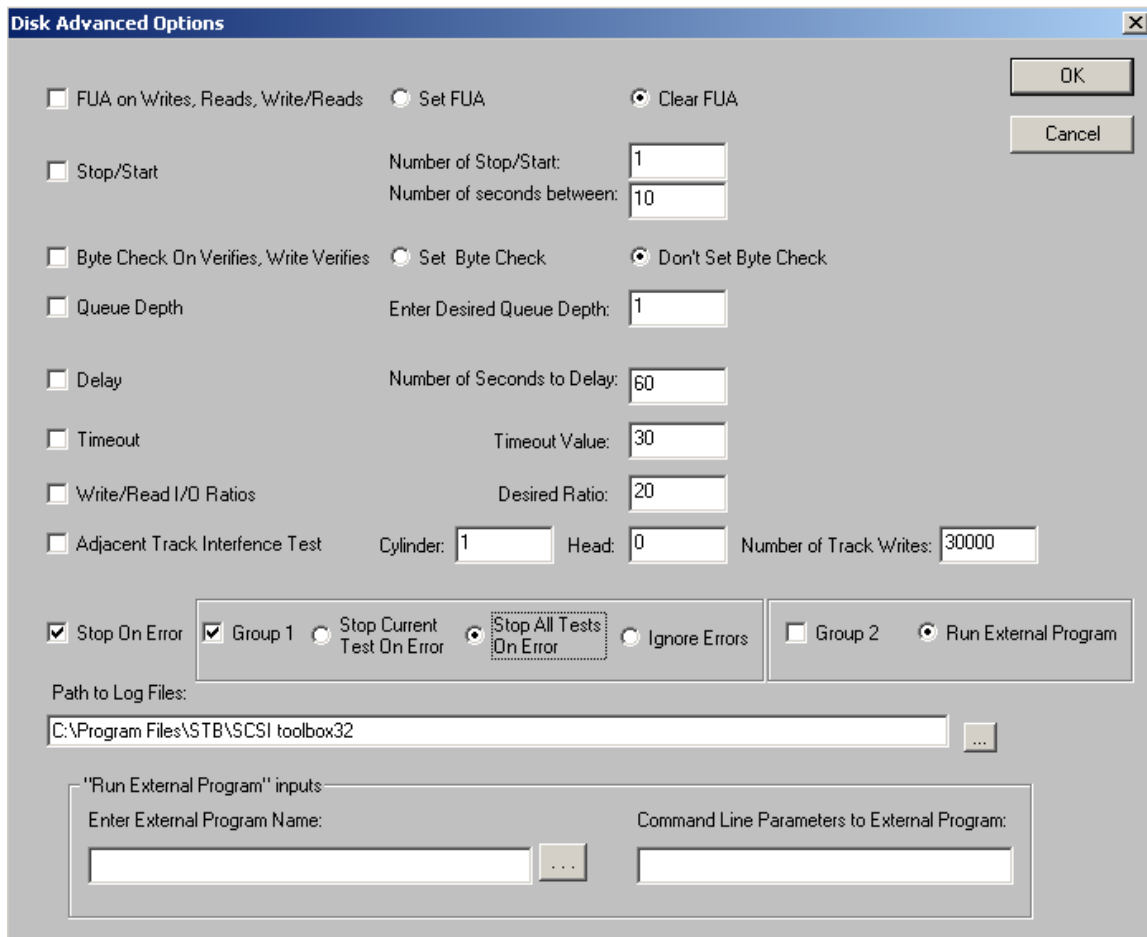 Disk Advanced Options
OK
FUA on Writes, Reads, Write/Reads Set FUA Clear FUA
Cancel
Stop/Start Number of Stop/Start: 1
Number of seconds between: 10
Byte Check On Verifies, Write Verifies Set Byte Check Don't Set Byte Check
Queue Depth Enter Desired Queue Depth: 1
Delay Number of Seconds to Delay: 60
Timeout Timeout Value: 30
Write/Read I/O Ratios Desired Ratio: 20
Adjacent Track Interfence Test Cylinder: 1 Head: 0 Number of Track Writes: 30000
Stop On Error Group 1 Stop Current Test On Error Stop All Tests On Error Ignore Errors Group 2 Run External Program
Path to Log Files:
C:\Program Files\STB\SCSI toolbox32 ...
"Run External Program" inputs
Enter External Program Name: Command Line Parameters to External Program:
...